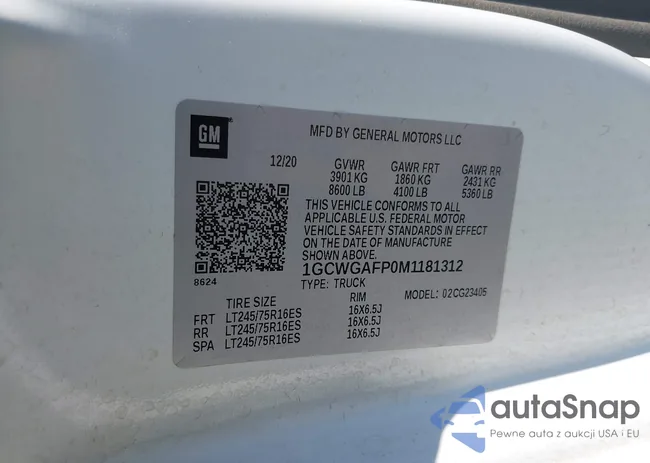 GM
MFD BY GENERAL MOTORS LLC
12/20 GVWR GAWR FRT GAWR RR
3901 KG 1860 KG 2431 KG
8600 LB 4100 LB 5360 LB
THIS VEHICLE CONFORMS TO ALL
APPLICABLE U.S. FEDERAL MOTOR
VEHICLE SAFETY STANDARDS IN EFFECT
ON THE DATE OF MANUFACTURE
SHOWN ABOVE.
1GCWGAFP0M1181312
8624 TYPE: TRUCK MODEL: 02CG23405
TIRE SIZE RIM
FRT LT245/75R16ES 16X6.5J
RR LT245/75R16ES 16X6.5J
SPA LT245/75R16ES 16X6.5J
autaSnap
Pewne auta z aukcji USA i EU